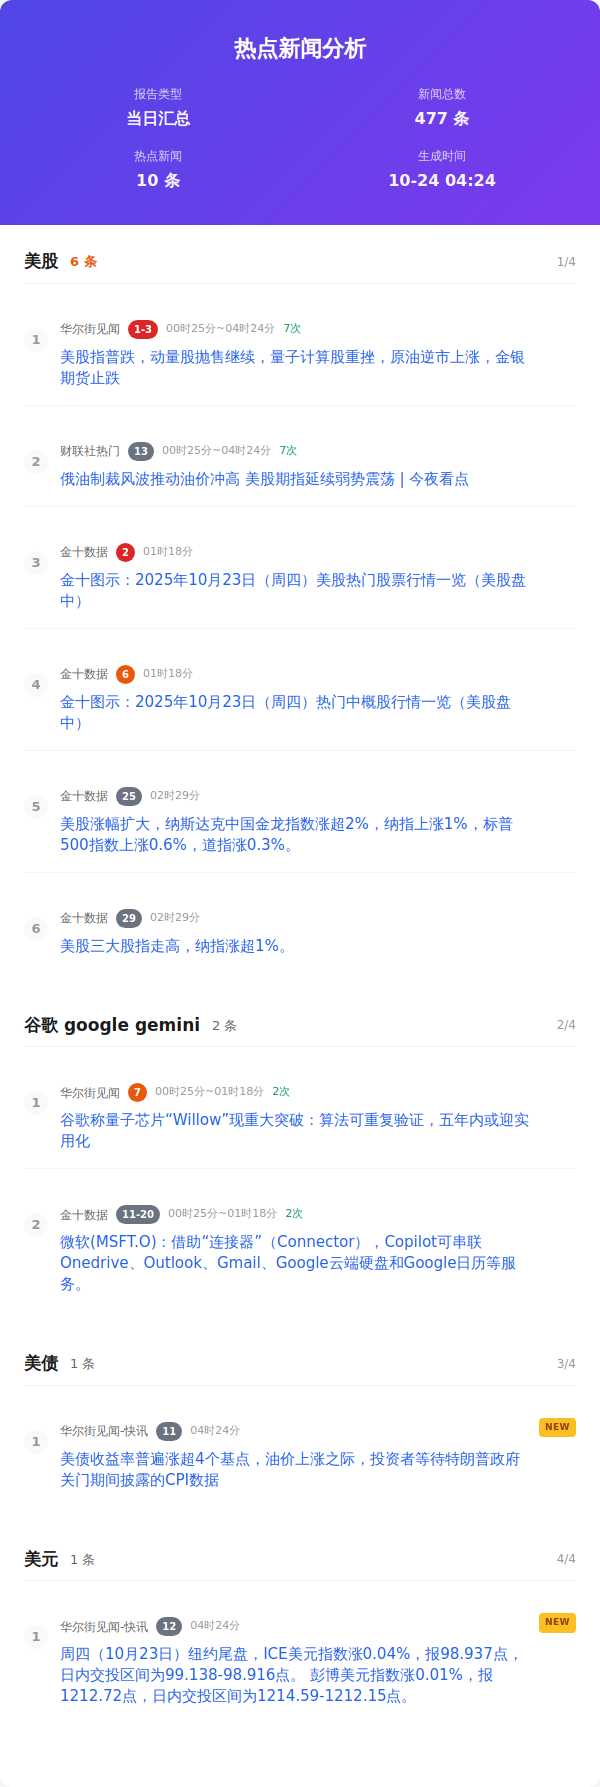 热点新闻分析
报告类型
当日汇总
新闻总数
477 条
热点新闻
10 条
生成时间
10-24 04:24
美股 6 条 1/4
1 华尔街见闻 1-3 00时25分~04时24分 7次
美股指普跌，动量股抛售继续，量子计算股重挫，原油逆市上涨，金银
期货止跌
2 财联社热门 13 00时25分~04时24分 7次
俄油制裁风波推动油价冲高 美股期指延续弱势震荡 | 今夜看点
3 金十数据 2 01时18分
金十图示：2025年10月23日（周四）美股热门股票行情一览（美股盘
中）
4 金十数据 6 01时18分
金十图示：2025年10月23日（周四）热门中概股行情一览（美股盘
中）
5 金十数据 25 02时29分
美股涨幅扩大，纳斯达克中国金龙指数涨超2%，纳指上涨1%，标普
500指数上涨0.6%，道指涨0.3%。
6 金十数据 29 02时29分
美股三大股指走高，纳指涨超1%。
谷歌 google gemini 2 条 2/4
1 华尔街见闻 7 00时25分~01时18分 2次
谷歌称量子芯片“Willow”现重大突破：算法可重复验证，五年内或迎实
用化
2 金十数据 11-20 00时25分~01时18分 2次
微软(MSFT.O)：借助“连接器”（Connector），Copilot可串联
Onedrive、Outlook、Gmail、Google云端硬盘和Google日历等服
务。
美债 1 条 3/4
1 华尔街见闻-快讯 11 04时24分 NEW
美债收益率普遍涨超4个基点，油价上涨之际，投资者等待特朗普政府
关门期间披露的CPI数据
美元 1 条 4/4
1 华尔街见闻-快讯 12 04时24分 NEW
周四（10月23日）纽约尾盘，ICE美元指数涨0.04%，报98.937点，
日内交投区间为99.138-98.916点。 彭博美元指数涨0.01%，报
1212.72点，日内交投区间为1214.59-1212.15点。